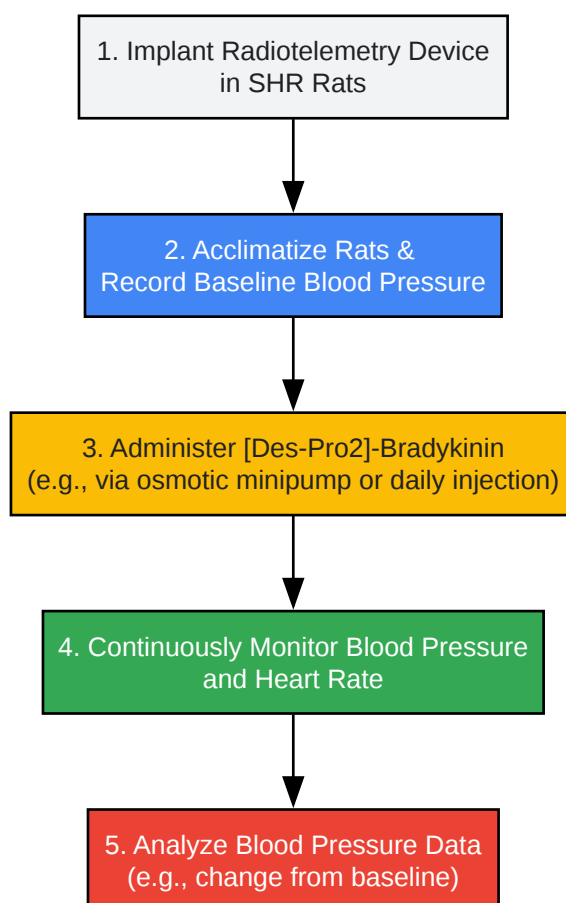 1. Implant Radiotelemetry Device
in SHR Rats
2. Acclimatize Rats &
Record Baseline Blood Pressure
3. Administer [Des-Pro2]-Bradykinin
(e.g., via osmotic minipump or daily injection)
4. Continuously Monitor Blood Pressure
and Heart Rate
5. Analyze Blood Pressure Data
(e.g., change from baseline)